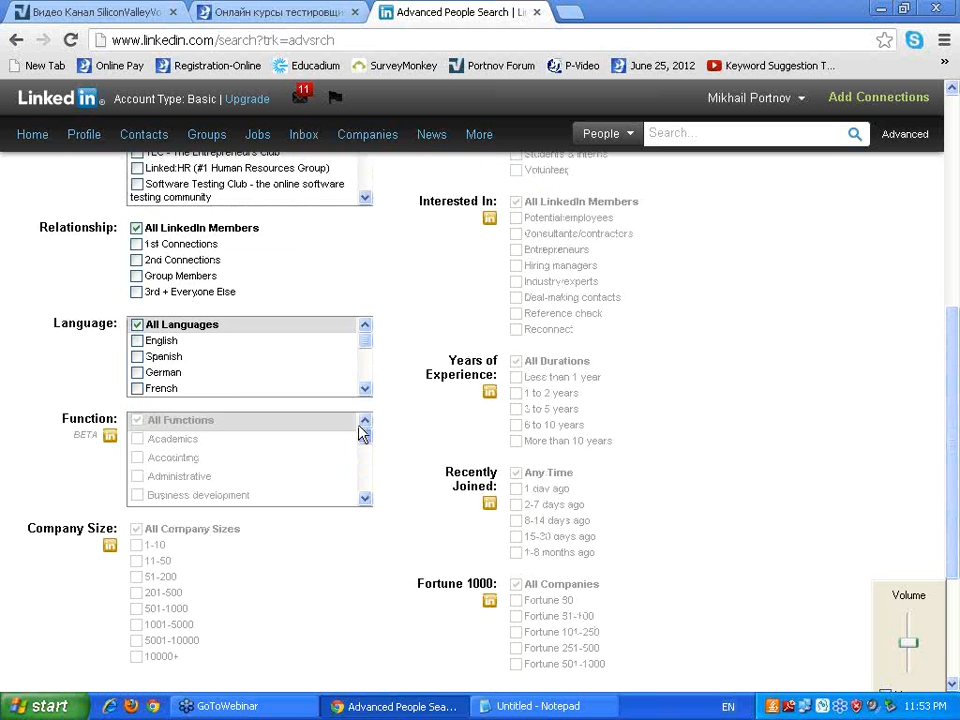 Видео Канал SiliconValleyVo
Онлайн курсы тестировщи
Advanced People Search | Li
www.linkedin.com/search?trk=advsrch
New Tab
Online Pay
Registration-Online
Educadium
SurveyMonkey
Portnov Forum
P-Video
June 25, 2012
Keyword Suggestion T...
Linked in
Account Type: Basic | Upgrade
11
Mikhail Portnov
Add Connections
Home
Profile
Contacts
Groups
Jobs
Inbox
Companies
News
More
People
Search...
Advanced
TEC - The Entrepreneurs Club
Linked:HR (#1 Human Resources Group)
Software Testing Club - the online software
testing community
Relationship:
All LinkedIn Members
1st Connections
2nd Connections
Group Members
3rd + Everyone Else
Language:
All Languages
English
Spanish
German
French
Function:
BETA
All Functions
Academics
Accounting
Administrative
Business development
Company Size:
All Company Sizes
1-10
11-50
51-200
201-500
501-1000
1001-5000
5001-10000
10000+
Students & Interns
Volunteer
Interested In:
All LinkedIn Members
Potential employees
Consultants/contractors
Entrepreneurs
Hiring managers
Industry experts
Deal-making contacts
Reference check
Reconnect
Years of
Experience:
All Durations
Less than 1 year
1 to 2 years
3 to 5 years
6 to 10 years
More than 10 years
Recently
Joined:
Any Time
1 day ago
2-7 days ago
8-14 days ago
15-30 days ago
1-3 months ago
Fortune 1000:
All Companies
Fortune 50
Fortune 51-100
Fortune 101-250
Fortune 251-500
Fortune 501-1000
Volume
start
GoToWebinar
Advanced People Sea...
Untitled - Notepad
EN
11:53 PM